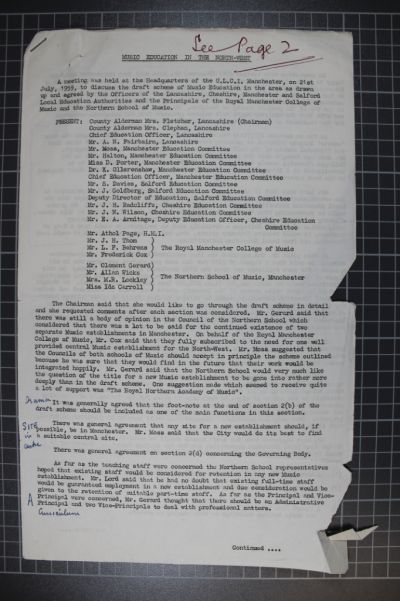 See Page 2
MUSIC EDUCATION IN THE NORTH-WEST
A meeting was held at the Headquarters of the U.L.C.I. Manchester, on 21st
July, 1959, to discuss the draft scheme of Music Education in the area as drawn
up and agreed by the Officers of the Lancashire, Cheshire, Manchester and Salford
Local Education Authorities and the Principals of the Royal Manchester College of
Music and the Northern School of Music.
PRESENT: County Alderman Mrs. Fletcher, Lancashire (Chairman)
County Alderman Mrs. Clephan, Lancashire
Chief Education Officer, Lancashire
Mr. A. H. Fairbairn, Lancashire
Mr. Moss, Manchester Education Committee
Mr. Halton, Manchester Education Committee
Miss D. Porter, Manchester Education Committee
Dr. K. Ollerenshaw, Manchester Education Committee
Chief Education Officer, Manchester Education Committee
Mr. S. Davies, Salford Education Committee
Mr. J. Goldberg, Salford Education Committee
Deputy Director of Education, Salford Education Committee
Mr. J. H. Radcliffe, Cheshire Education Committee
Mr. J. M. Wilson, Cheshire Education Committee
Mr. K. A. Armitage, Deputy Education Officer, Cheshire Education
Committee
Mr. Athol Page, H.M.I.
Mr. J. H. Thom
Mr. L. F. Behrens } The Royal Manchester College of Music
Mr. Frederick Cox
Mr. Clement Gerard
Mr. Allan Wicks
Mrs. M.R. Lockley } The Northern School of Music, Manchester
Miss Ida Carroll
The Chairman said that she would like to go through the draft scheme in detail
and she requested comments after each section was considered. Mr. Gerard said that
there was still a body of opinion in the Council of the Northern School which
considered that there was a lot to be said for the continued existence of two
separate Music establishments in Manchester. On behalf of the Royal Manchester
College of Music, Mr. Cox said that they fully subscribed to the need for one well
provided central Music establishment for the North-West. Mr. Moss suggested that
the Councils of both schools of Music should accept in principle the scheme outlined
because he was sure that they would find in the future that their work would be
integrated happily. Mr. Gerard said that the Northern School would very much like
the question of the title for a new Music establishment to be gone into rather more
deeply than in the draft scheme. One suggestion made which seemed to receive quite
a lot of support was "The Royal Northern Academy of Music".
Drama
It was generally agreed that the foot-note at the end of section 2(b) of the
draft scheme should be included as one of the main functions in this section.
Site
in
centre
There was general agreement that any site for a new establishment should, if
possible, be in Manchester. Mr. Moss said that the City would do its best to find
a suitable central site.
There was general agreement on section 2(d) concerning the Governing Body.
As far as the teaching staff were concerned the Northern School representatives
hoped that existing staff would be considered for retention in any new Music
establishment. Mr. Lord said that he had no doubt that existing full-time staff
would be guaranteed employment in a new establishment and due consideration would be
given to the retention of suitable part-time staff. As far as the Principal and Vice-
Principal were concerned, Mr. Gerard thought that there should be an Administrative
Principal and two Vice-Principals to deal with professional matters.
A
Curriculum
Continued ....